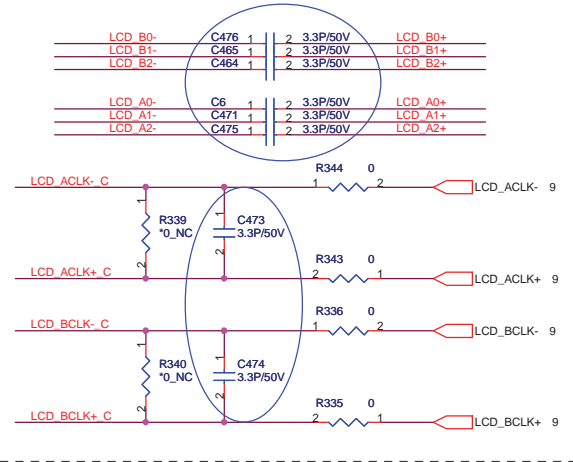 LCD_B0- C476 1 2 3.3P/50V LCD_B0+
LCD_B1- C465 1 2 3.3P/50V LCD_B1+
LCD_B2- C464 1 2 3.3P/50V LCD_B2+
LCD_A0- C6 1 2 3.3P/50V LCD_A0+
LCD_A1- C471 1 2 3.3P/50V LCD_A1+
LCD_A2- C475 1 2 3.3P/50V LCD_A2+
R344 0
LCD_ACLK-_C 1 2 LCD_ACLK- 9
1 1
R339 C473
*0_NC 3.3P/50V
2 2
R343 0
LCD_ACLK+_C 2 1 LCD_ACLK+ 9
R336 0
LCD_BCLK-_C 1 2 LCD_BCLK- 9
1 1
R340 C474
*0_NC 3.3P/50V
2 2
R335 0
LCD_BCLK+_C 2 1 LCD_BCLK+ 9